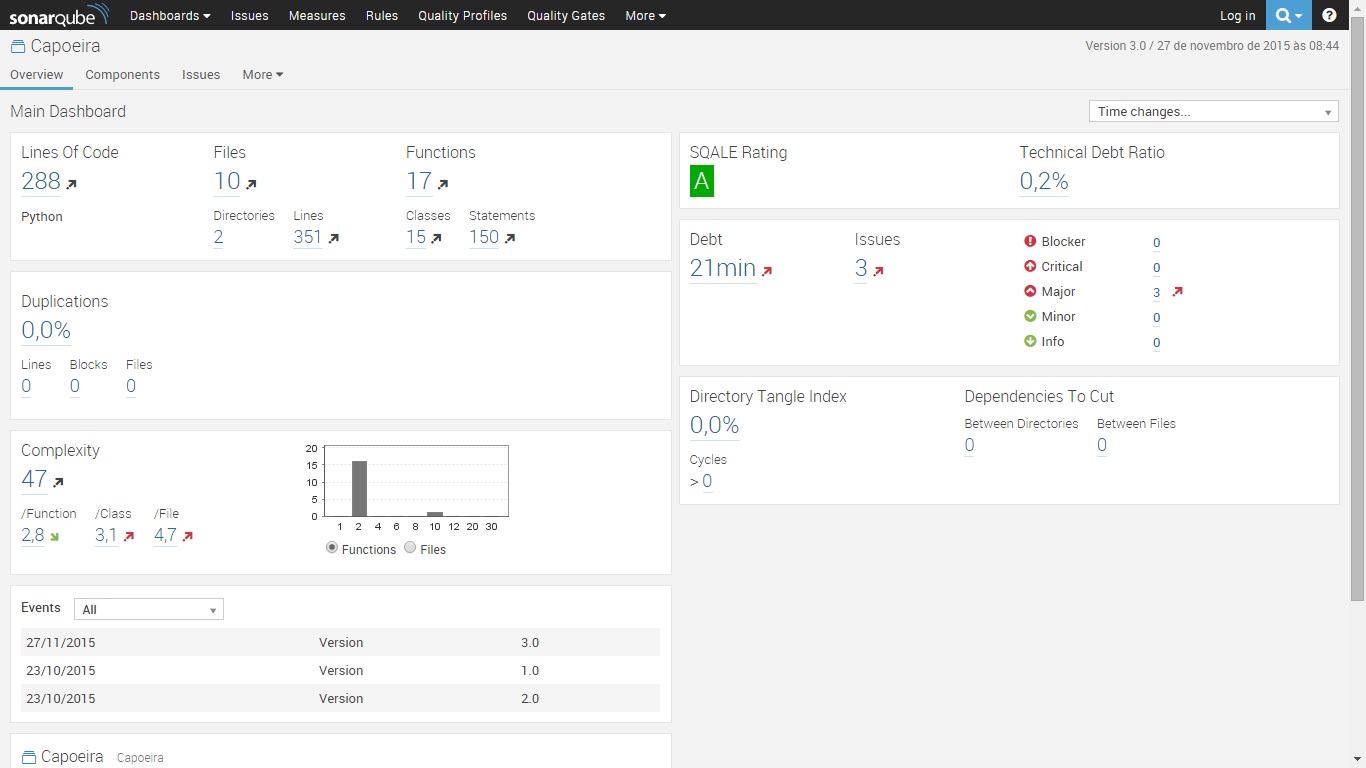 sonarqube Dashboards Issues Measures Rules Quality Profiles Quality Gates More Log in ?
Capoeira
Version 3.0 / 27 de novembro de 2015 às 08:44
Overview Components Issues More
Main Dashboard
Time changes...
Lines Of Code
288
Python
Files
10
Directories Lines
2 351
Functions
17
Classes Statements
15 150
Duplications
0,0%
Lines Blocks Files
0 0 0
Complexity
47
/Function /Class /File
2,8 3,1 4,7
20
15
10
5
0
1 2 4 6 8 10 12 20 30
Functions Files
Events All
27/11/2015 Version 3.0
23/10/2015 Version 1.0
23/10/2015 Version 2.0
Capoeira Capoeira
SQALE Rating
A
Technical Debt Ratio
0,2%
Debt
21min
Issues
3
Blocker 0
Critical 0
Major 3
Minor 0
Info 0
Directory Tangle Index
0,0%
Cycles
> 0
Dependencies To Cut
Between Directories Between Files
0 0